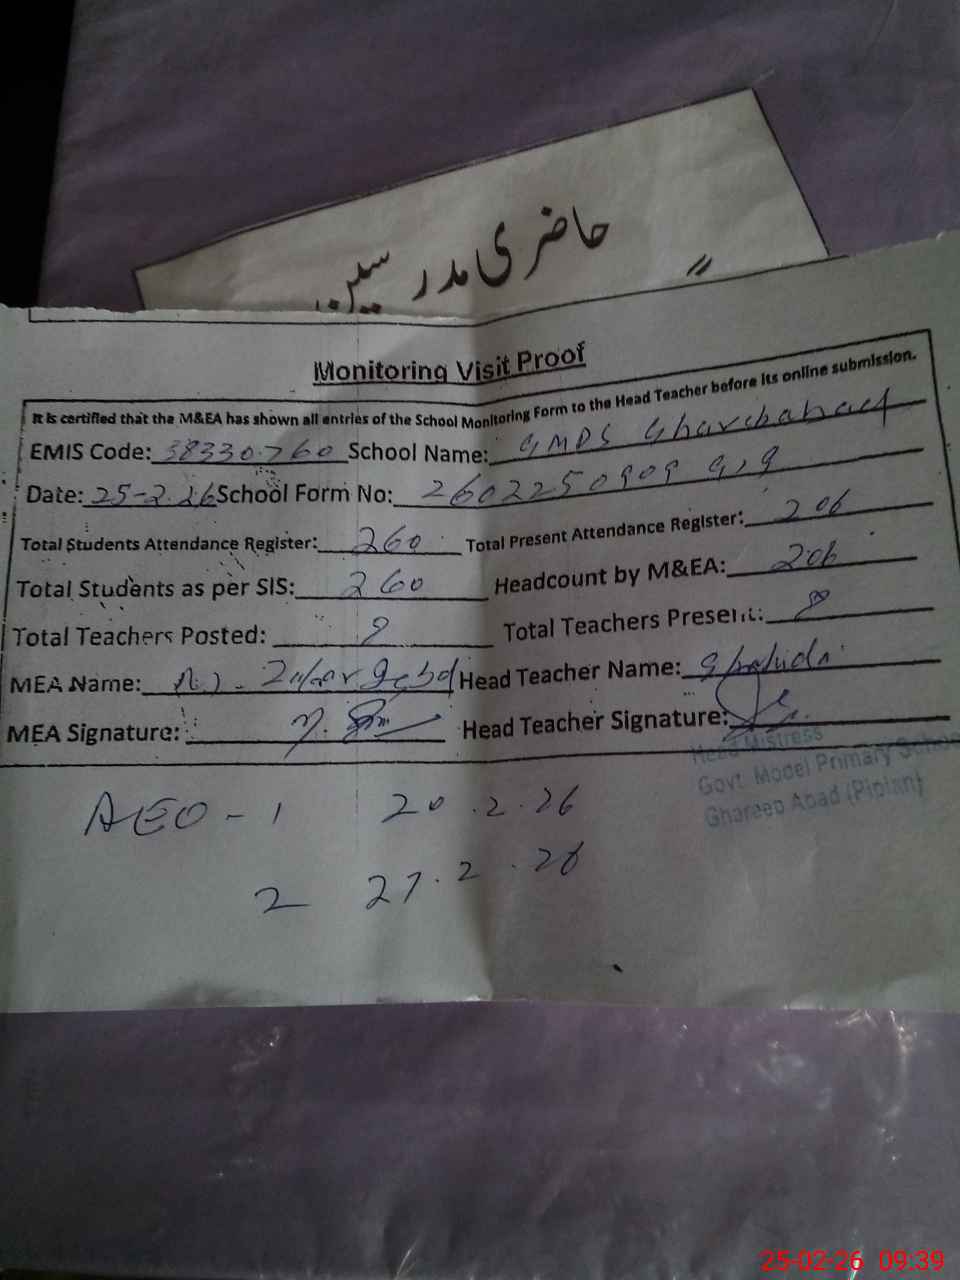 حاضری مدرسین
Monitoring Visit Proof
It is certified that the M&EA has shown all entries of the School Monitoring Form to the Head Teacher before its online submission.
EMIS Code: 38330760 School Name: GMPS Gharebabad
Date: 25-2.26 School Form No: 2602250909 919
Total Students Attendance Register: 260 Total Present Attendance Register: 206
Total Students as per SIS: 260 Headcount by M&EA: 206
Total Teachers Posted: 8 Total Teachers Present: 8
MEA Name: Head Teacher Name: Shahida
MEA Signature: Head Teacher Signature:
Head Mistress
Govt. Model Primary School
Ghareeb Abad (Piplan)
AEO - 1 20.2.26
2 27.2.26
25-02-26 09:39